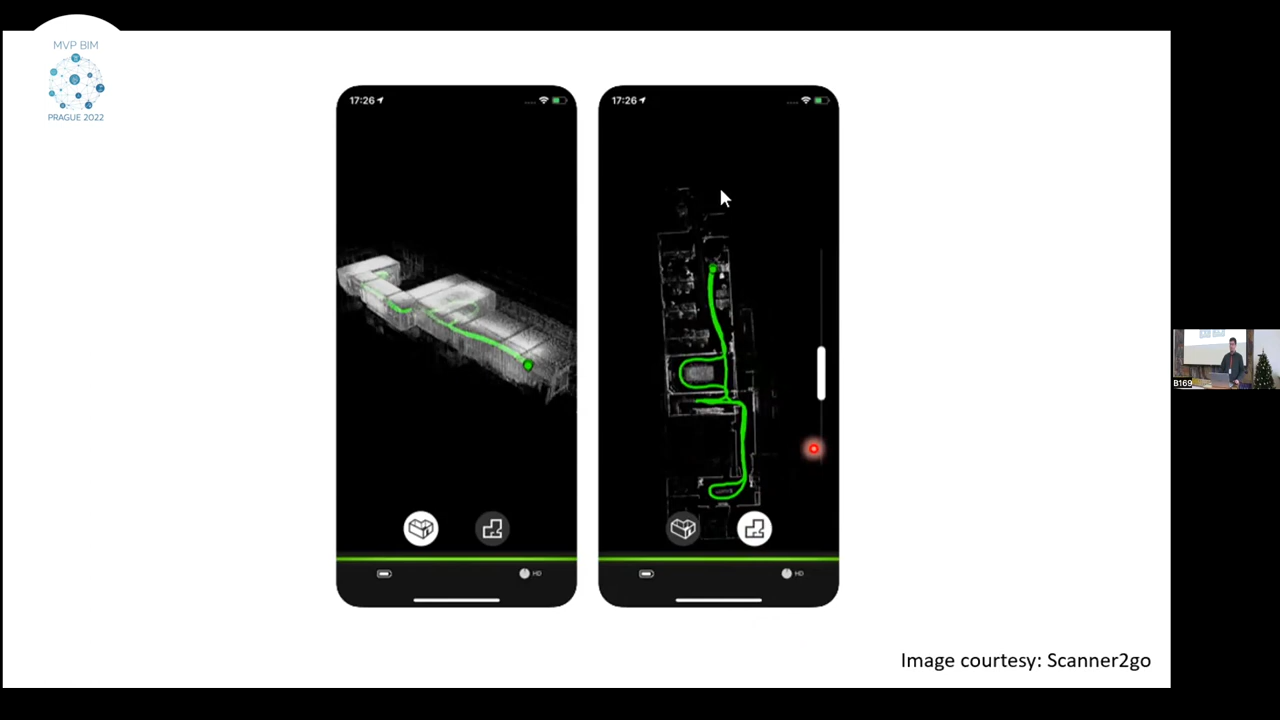 MVP BIM
PRAGUE 2022
17:26
17:26
HD
HD
Image courtesy: Scanner2go
B169